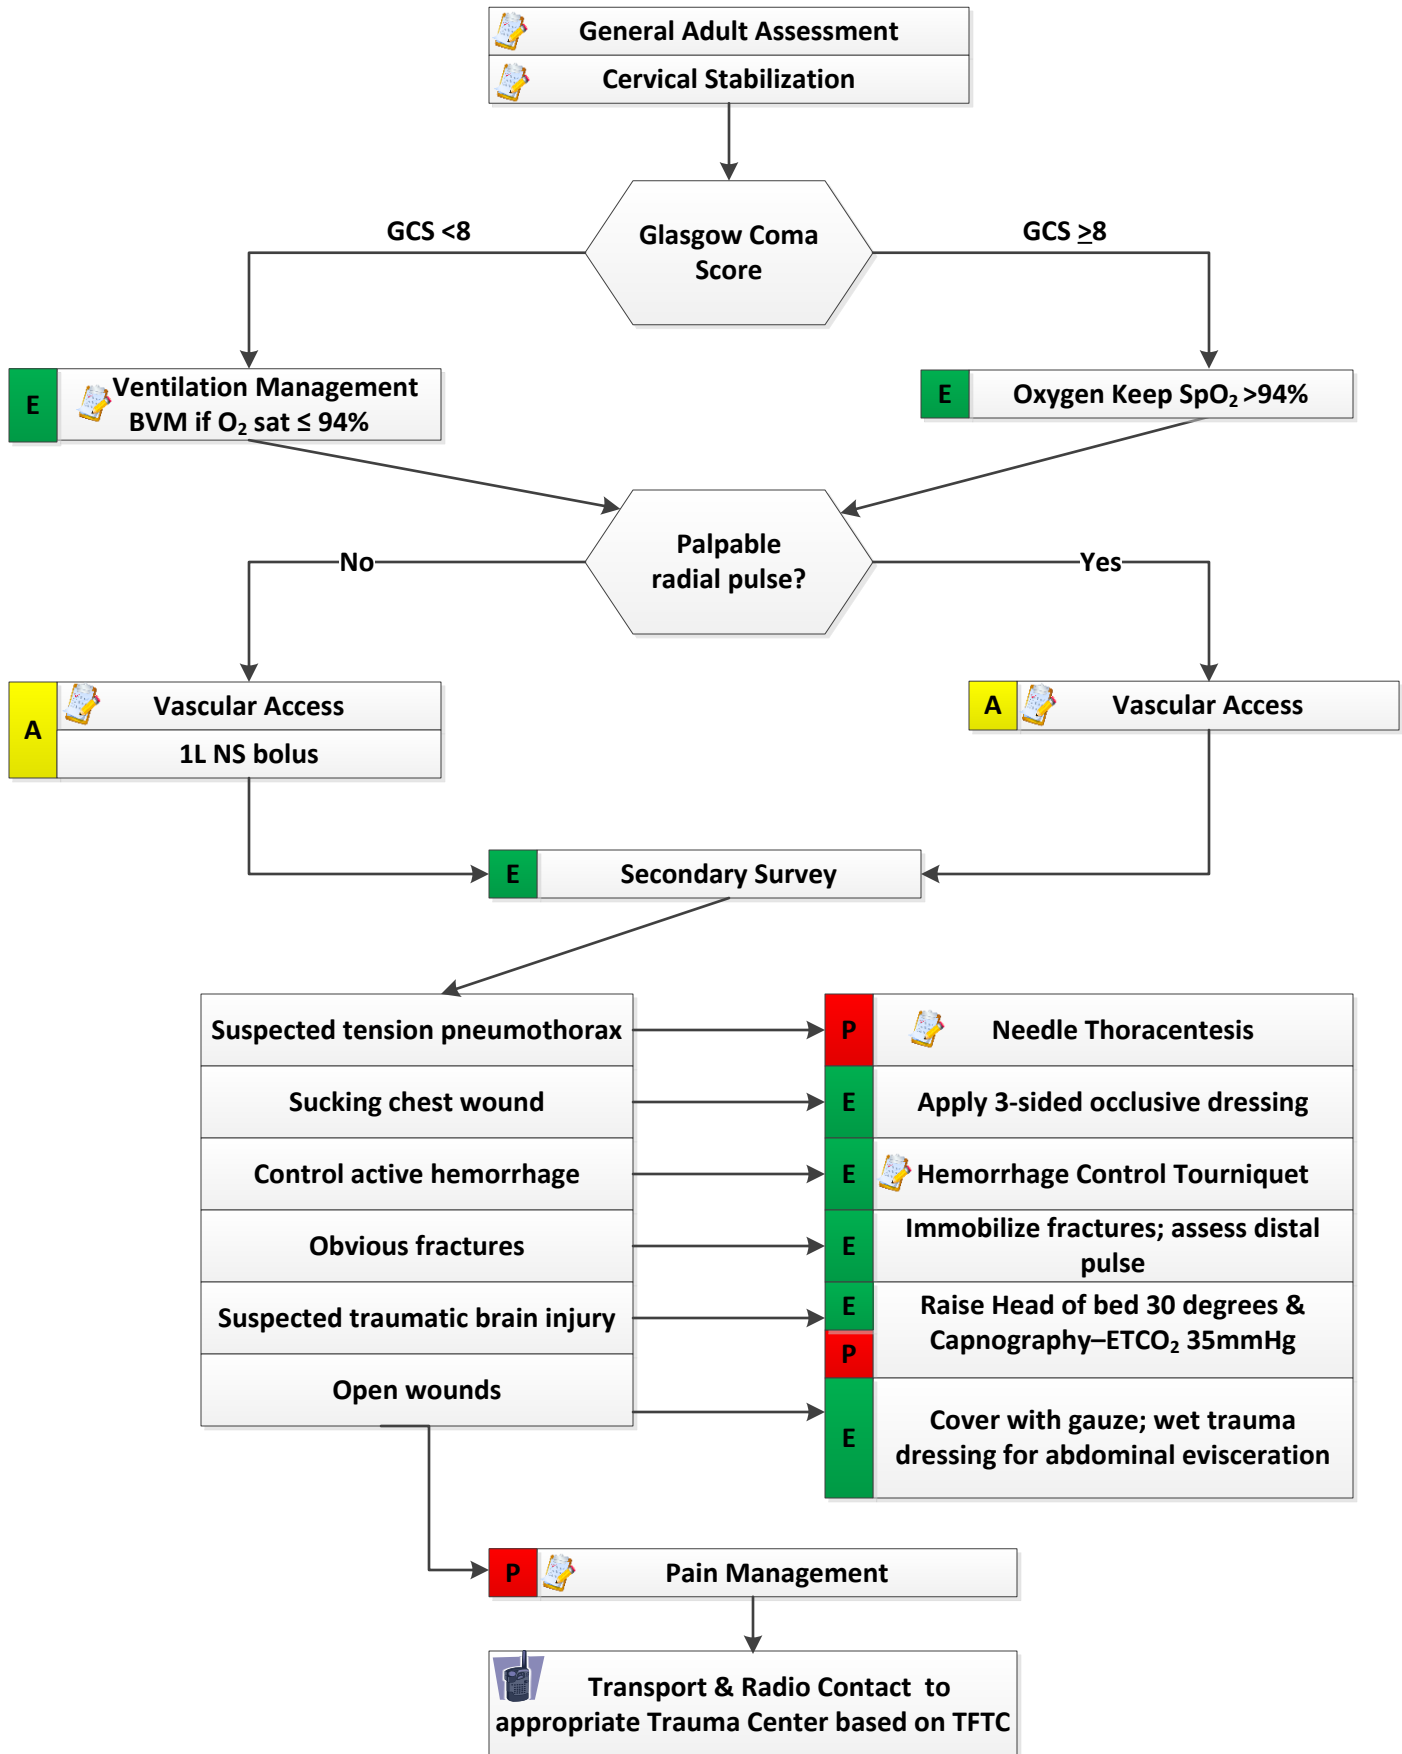 General Adult Assessment
Cervical Stabilization
GCS <8
Glasgow Coma
Score
GCS ≥8
E
Ventilation Management
BVM if O₂ sat ≤ 94%
E
Oxygen Keep SpO₂ >94%
Palpable
radial pulse?
No
Yes
A
Vascular Access
1L NS bolus
A
Vascular Access
E
Secondary Survey
Suspected tension pneumothorax
P
Needle Thoracentesis
Sucking chest wound
E
Apply 3-sided occlusive dressing
Control active hemorrhage
E
Hemorrhage Control Tourniquet
Obvious fractures
E
Immobilize fractures; assess distal
pulse
Suspected traumatic brain injury
E
P
Raise Head of bed 30 degrees &
Capnography–ETCO₂ 35mmHg
Open wounds
E
Cover with gauze; wet trauma
dressing for abdominal evisceration
P
Pain Management
Transport & Radio Contact to
appropriate Trauma Center based on TFTC